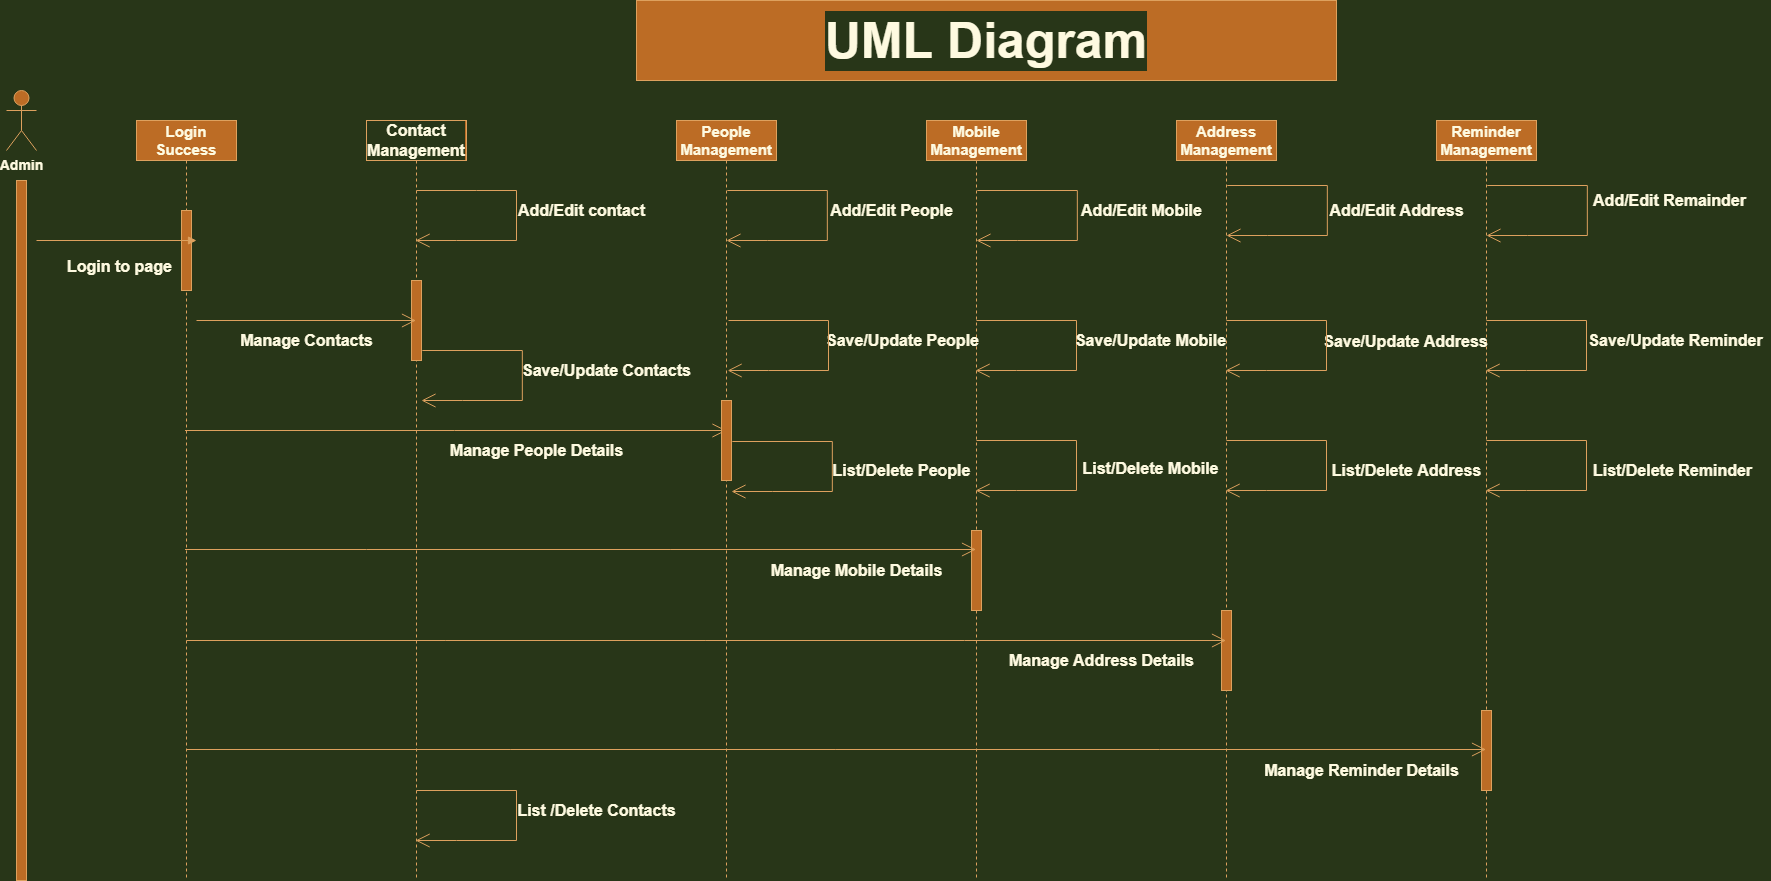 UML Diagram
Admin
Login
Success
Contact
Management
People
Management
Mobile
Management
Address
Management
Reminder
Management
Add/Edit contact
Add/Edit People
Add/Edit Mobile
Add/Edit Address
Add/Edit Remainder
Login to page
Manage Contacts
Save/Update People
Save/Update Mobile
Save/Update Address
Save/Update Reminder
Save/Update Contacts
Manage People Details
List/Delete People
List/Delete Mobile
List/Delete Address
List/Delete Reminder
Manage Mobile Details
Manage Address Details
Manage Reminder Details
List /Delete Contacts